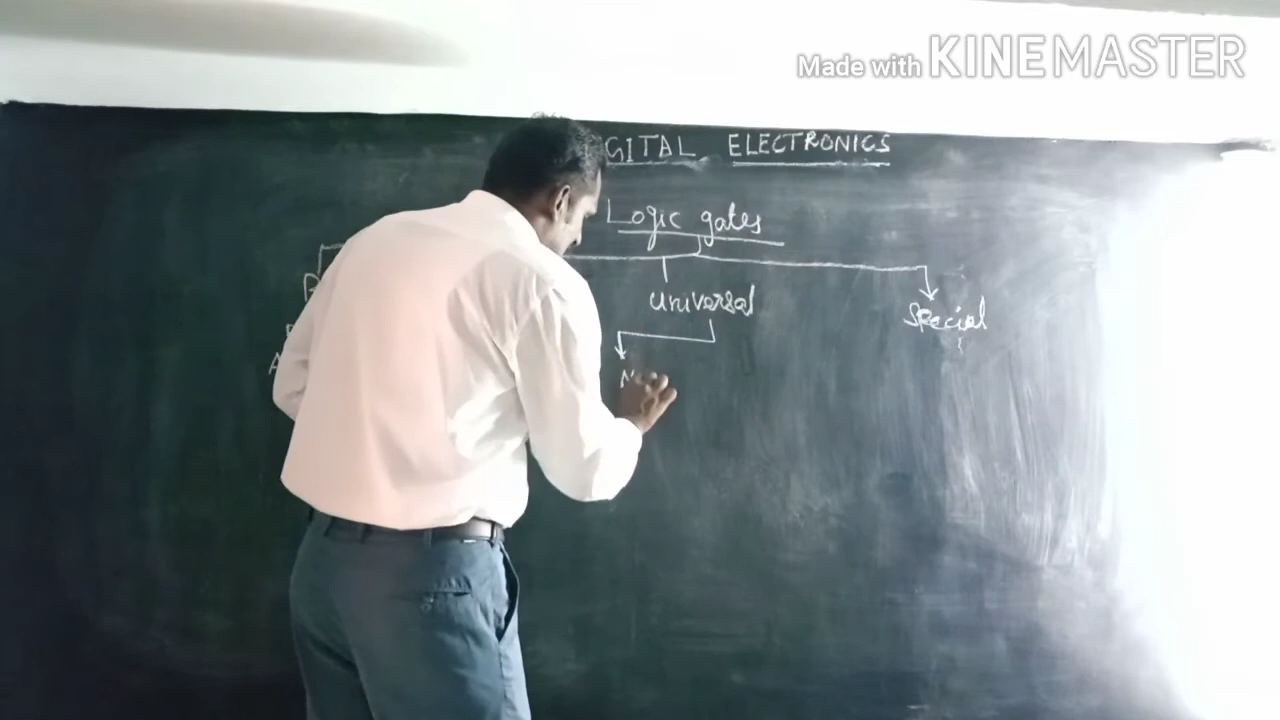 Made with KINEMASTER
GITAL ELECTRONICS
Logic gates
universal
special
N